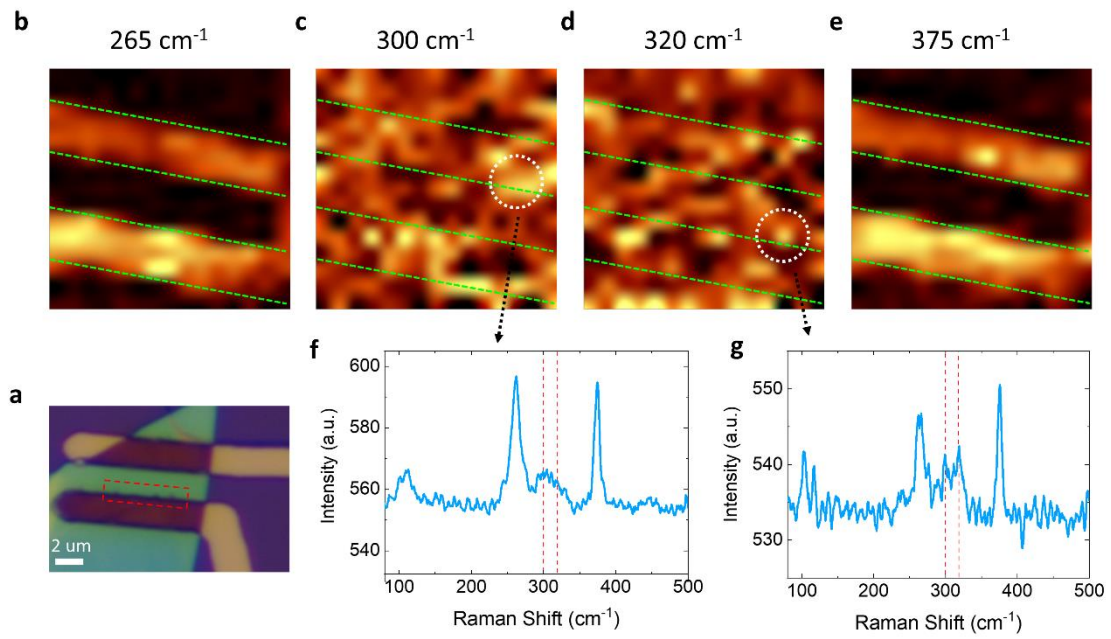 b 265 cm⁻¹ c 300 cm⁻¹ d 320 cm⁻¹ e 375 cm⁻¹
a
2 um
f
600
580
560
540
Intensity (a.u.)
100 200 300 400 500
Raman Shift (cm⁻¹)
g
550
540
530
Intensity (a.u.)
100 200 300 400 500
Raman Shift (cm⁻¹)